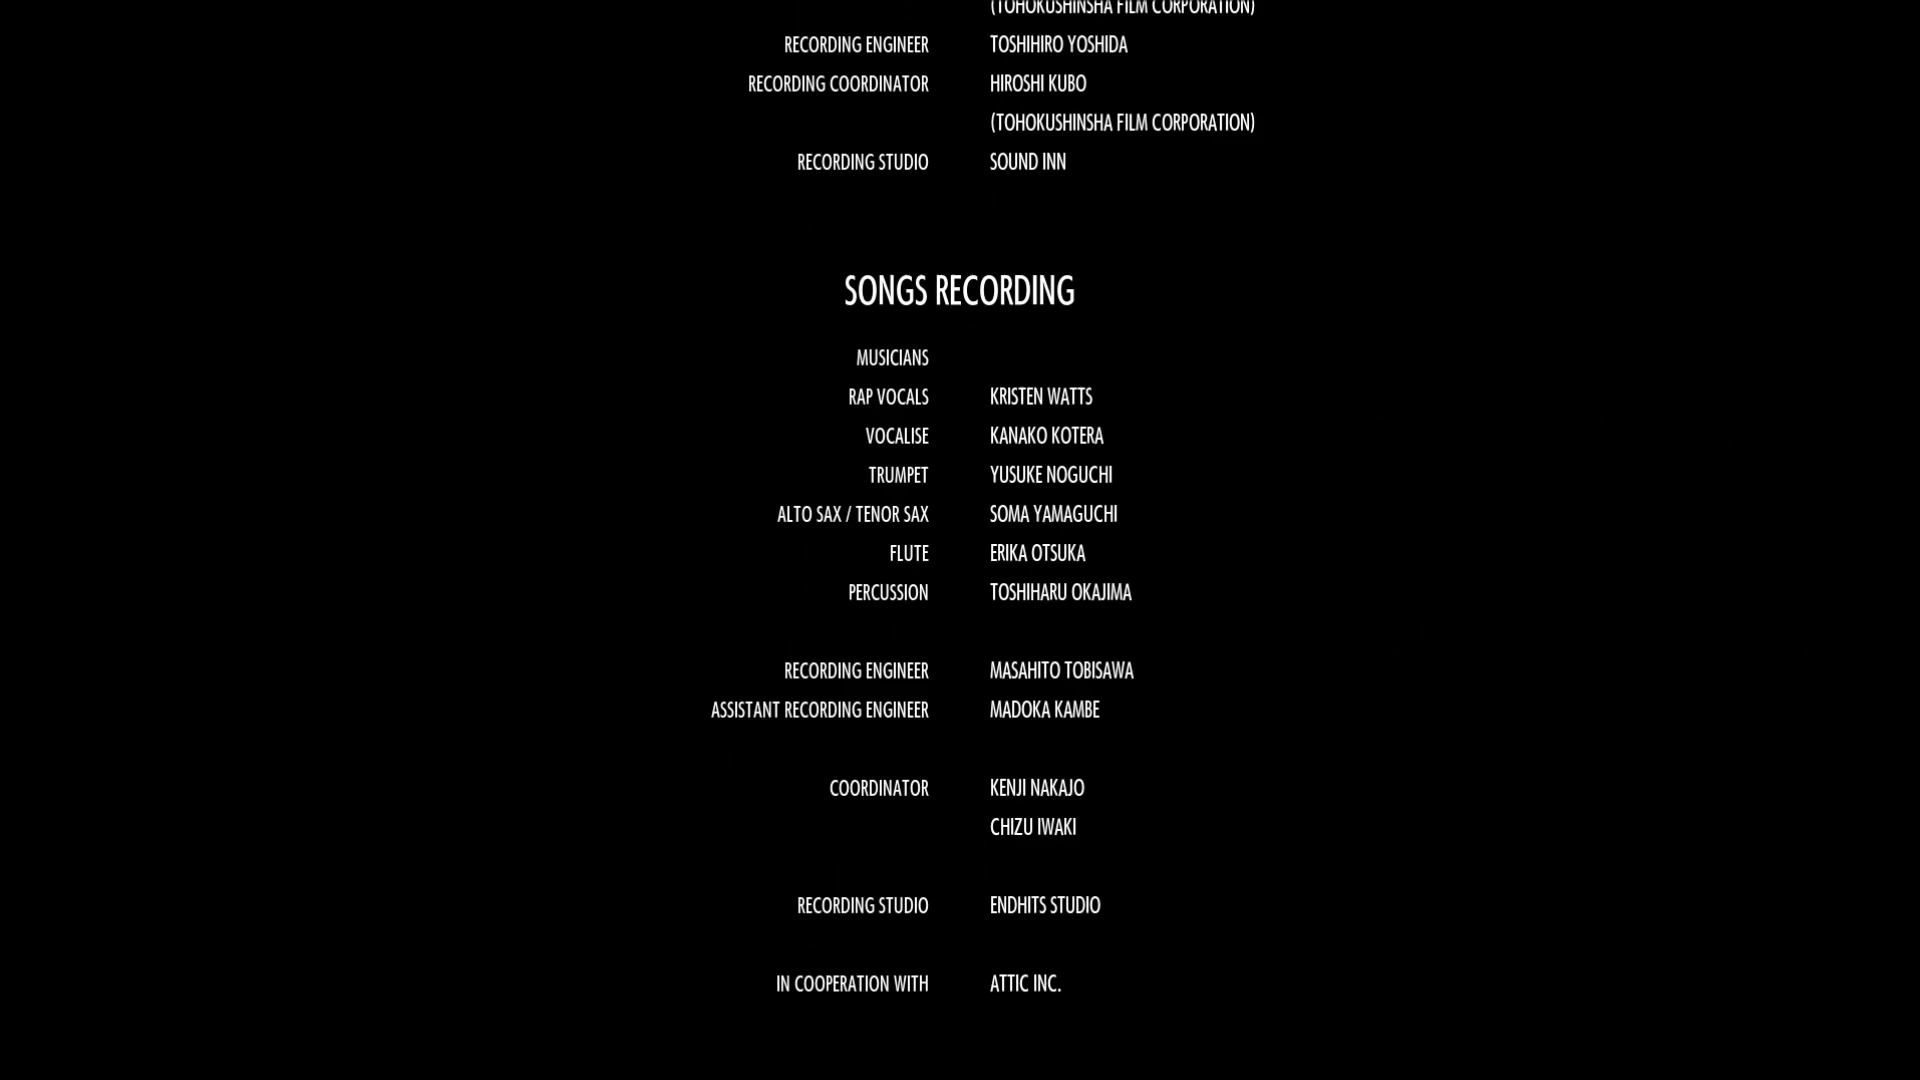 (TOHOKUSHINSHA FILM CORPORATION)
RECORDING ENGINEER TOSHIHIRO YOSHIDA
RECORDING COORDINATOR HIROSHI KUBO
(TOHOKUSHINSHA FILM CORPORATION)
RECORDING STUDIO SOUND INN
SONGS RECORDING
MUSICIANS
RAP VOCALS KRISTEN WATTS
VOCALISE KANAKO KOTERA
TRUMPET YUSUKE NOGUCHI
ALTO SAX / TENOR SAX SOMA YAMAGUCHI
FLUTE ERIKA OTSUKA
PERCUSSION TOSHIHARU OKAJIMA
RECORDING ENGINEER MASAHITO TOBISAWA
ASSISTANT RECORDING ENGINEER MADOKA KAMBE
COORDINATOR KENJI NAKAJO
CHIZU IWAKI
RECORDING STUDIO ENDHITS STUDIO
IN COOPERATION WITH ATTIC INC.